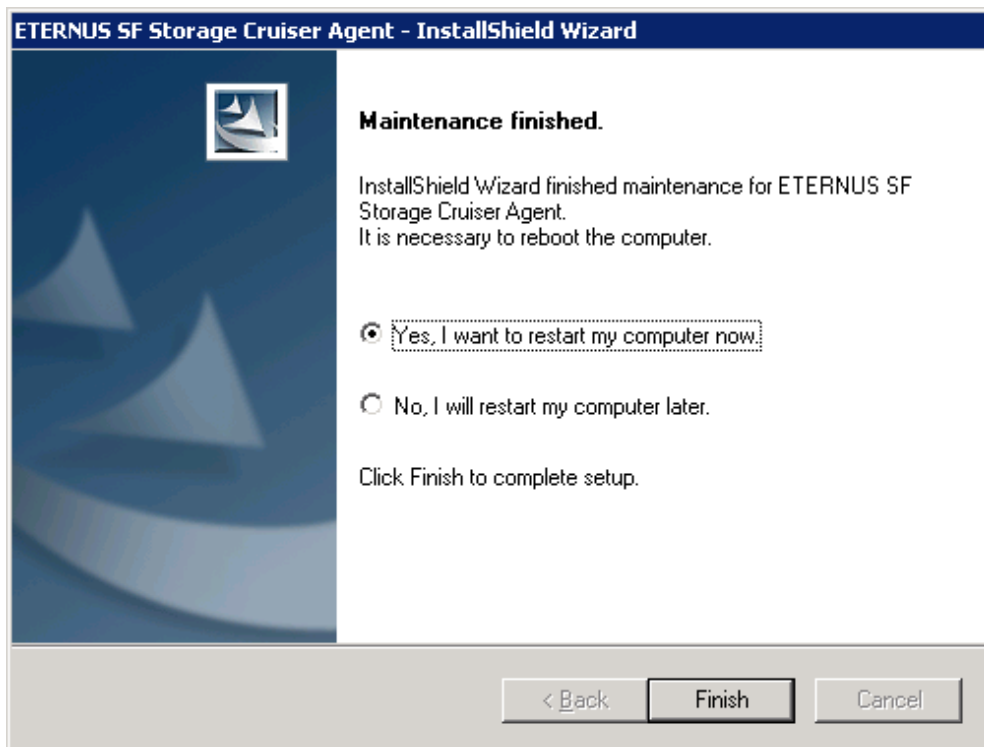 ETERNUS SF Storage Cruiser Agent - InstallShield Wizard
Maintenance finished.
InstallShield Wizard finished maintenance for ETERNUS SF
Storage Cruiser Agent.
It is necessary to reboot the computer.
Yes, I want to restart my computer now.
No, I will restart my computer later.
Click Finish to complete setup.
< Back
Finish
Cancel